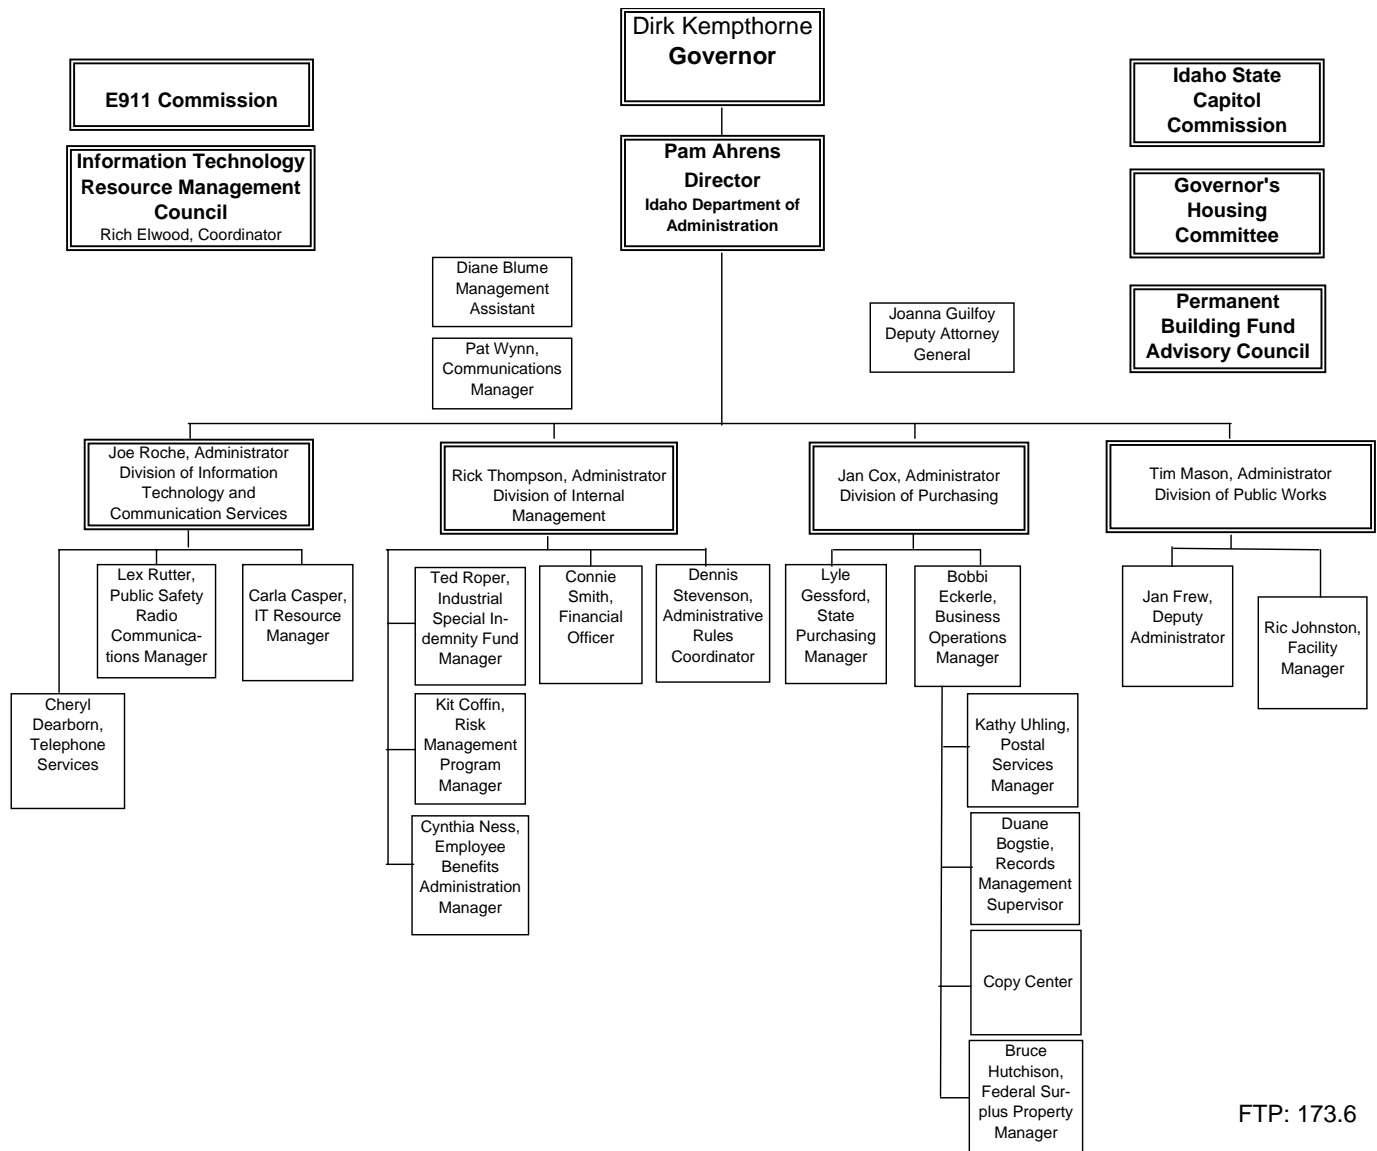 Dirk Kempthorne
Governor
E911 Commission
Idaho State
Capitol
Commission
Information Technology
Resource Management
Council
Rich Elwood, Coordinator
Pam Ahrens
Director
Idaho Department of
Administration
Governor's
Housing
Committee
Diane Blume
Management
Assistant
Joanna Guilfoy
Deputy Attorney
General
Permanent
Building Fund
Advisory Council
Pat Wynn,
Communications
Manager
Joe Roche, Administrator
Division of Information
Technology and
Communication Services
Rick Thompson, Administrator
Division of Internal
Management
Jan Cox, Administrator
Division of Purchasing
Tim Mason, Administrator
Division of Public Works
Lex Rutter,
Public Safety
Radio
Communica-
tions Manager
Carla Casper,
IT Resource
Manager
Ted Roper,
Industrial
Special In-
demnity Fund
Manager
Connie
Smith,
Financial
Officer
Dennis
Stevenson,
Administrative
Rules
Coordinator
Lyle
Gessford,
State
Purchasing
Manager
Bobbi
Eckerle,
Business
Operations
Manager
Jan Frew,
Deputy
Administrator
Ric Johnston,
Facility
Manager
Cheryl
Dearborn,
Telephone
Services
Kit Coffin,
Risk
Management
Program
Manager
Kathy Uhling,
Postal
Services
Manager
Cynthia Ness,
Employee
Benefits
Administration
Manager
Duane
Bogstie,
Records
Management
Supervisor
Copy Center
Bruce
Hutchison,
Federal Sur-
plus Property
Manager
FTP: 173.6